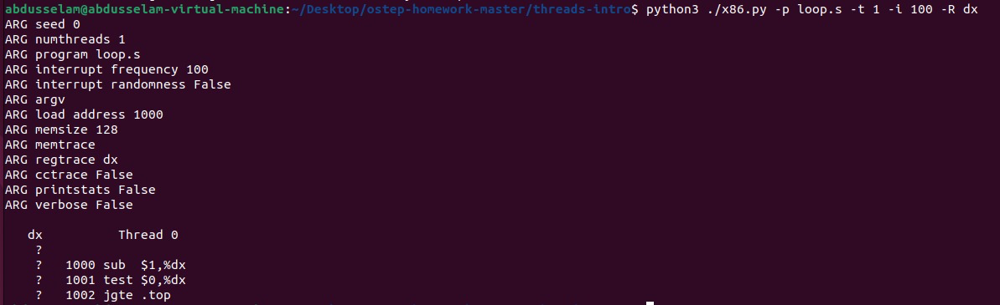 abdusselam@abdusselam-virtual-machine:~/Desktop/ostep-homework-master/threads-intro$ python3 ./x86.py -p loop.s -t 1 -i 100 -R dx
ARG seed 0
ARG numthreads 1
ARG program loop.s
ARG interrupt frequency 100
ARG interrupt randomness False
ARG argv
ARG load address 1000
ARG memsize 128
ARG memtrace
ARG regtrace dx
ARG cctrace False
ARG printstats False
ARG verbose False
dx Thread 0
?
? 1000 sub $1,%dx
? 1001 test $0,%dx
? 1002 jgte .top